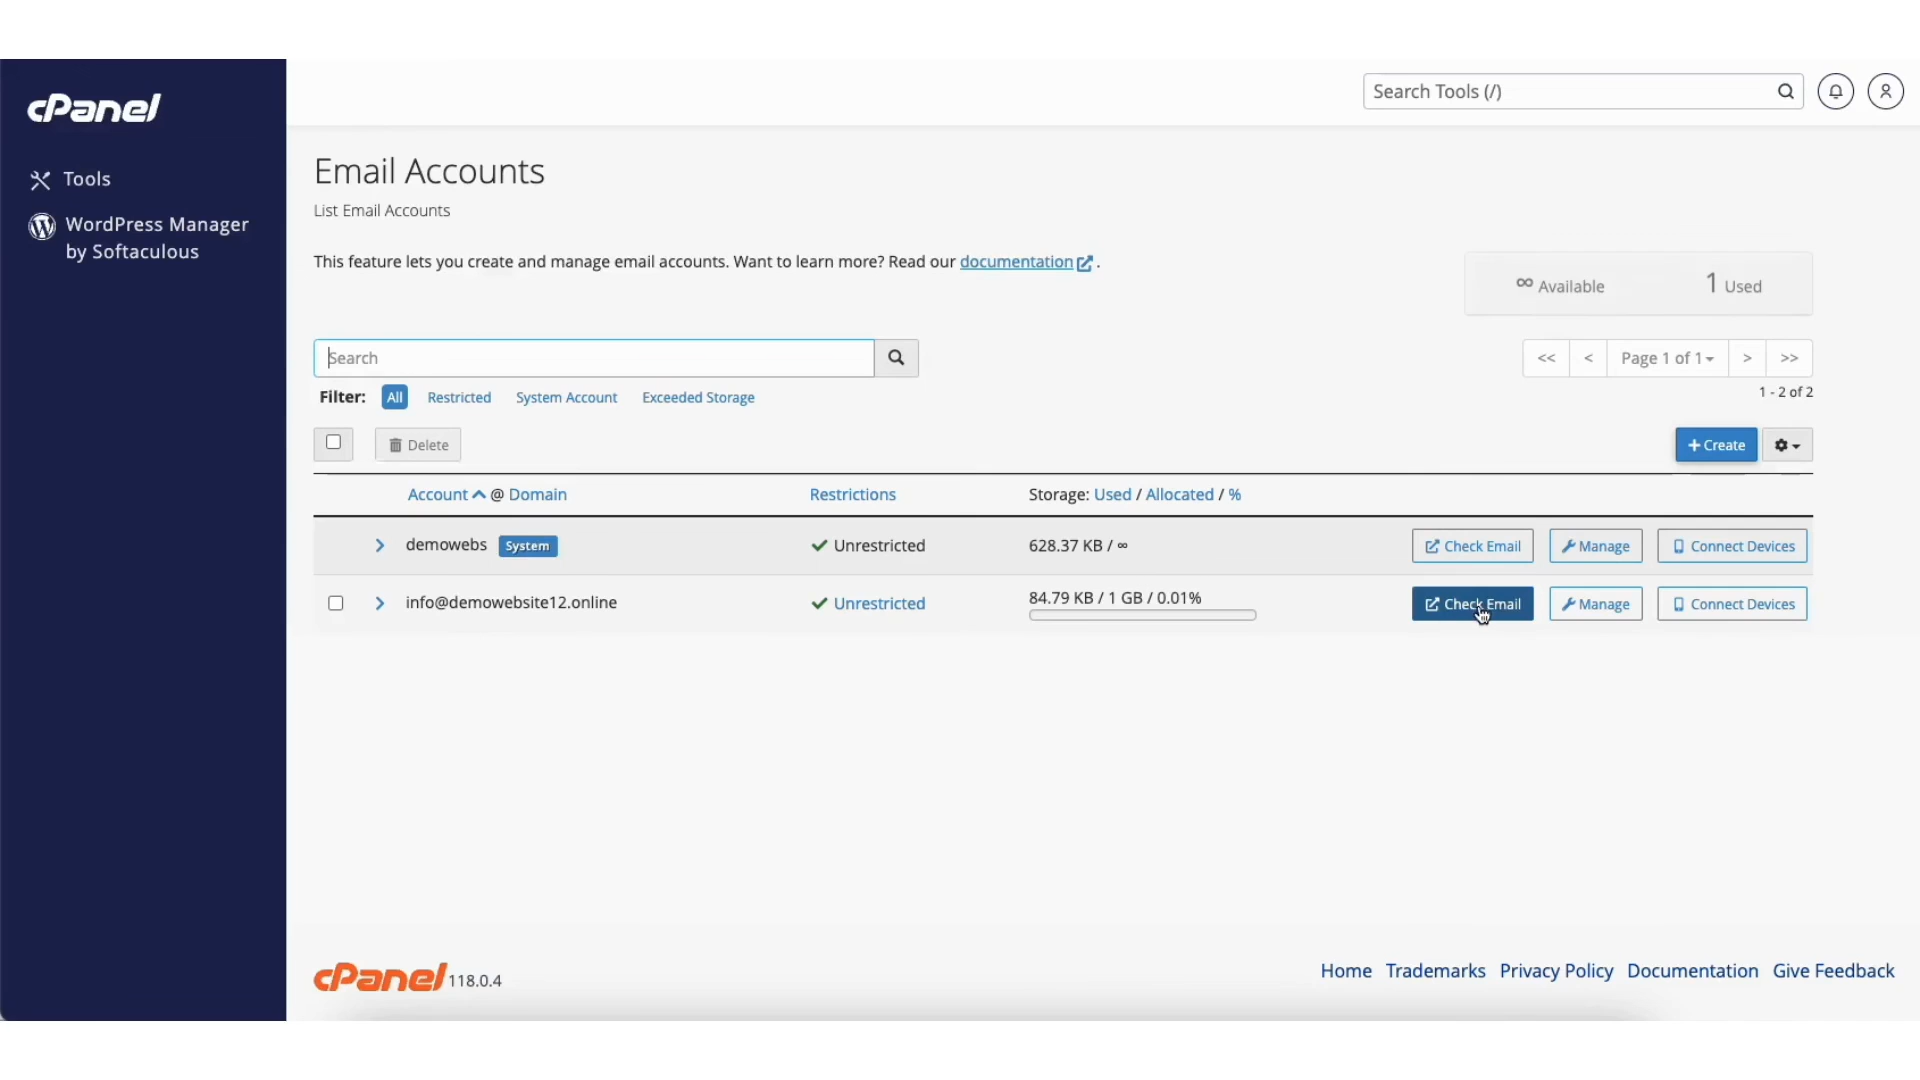 cPanel
Search Tools (/)
Tools
WordPress Manager
by Softaculous
Email Accounts
List Email Accounts
This feature lets you create and manage email accounts. Want to learn more? Read our documentation .
∞ Available 1 Used
Search
<< < Page 1 of 1 > >>
Filter: All Restricted System Account Exceeded Storage
1 - 2 of 2
Delete
+ Create
Account @ Domain Restrictions Storage: Used / Allocated / %
demowebs System Unrestricted 628.37 KB / ∞ Check Email Manage Connect Devices
info@demowebsite12.online Unrestricted 84.79 KB / 1 GB / 0.01% Check Email Manage Connect Devices
cPanel 118.0.4
Home Trademarks Privacy Policy Documentation Give Feedback